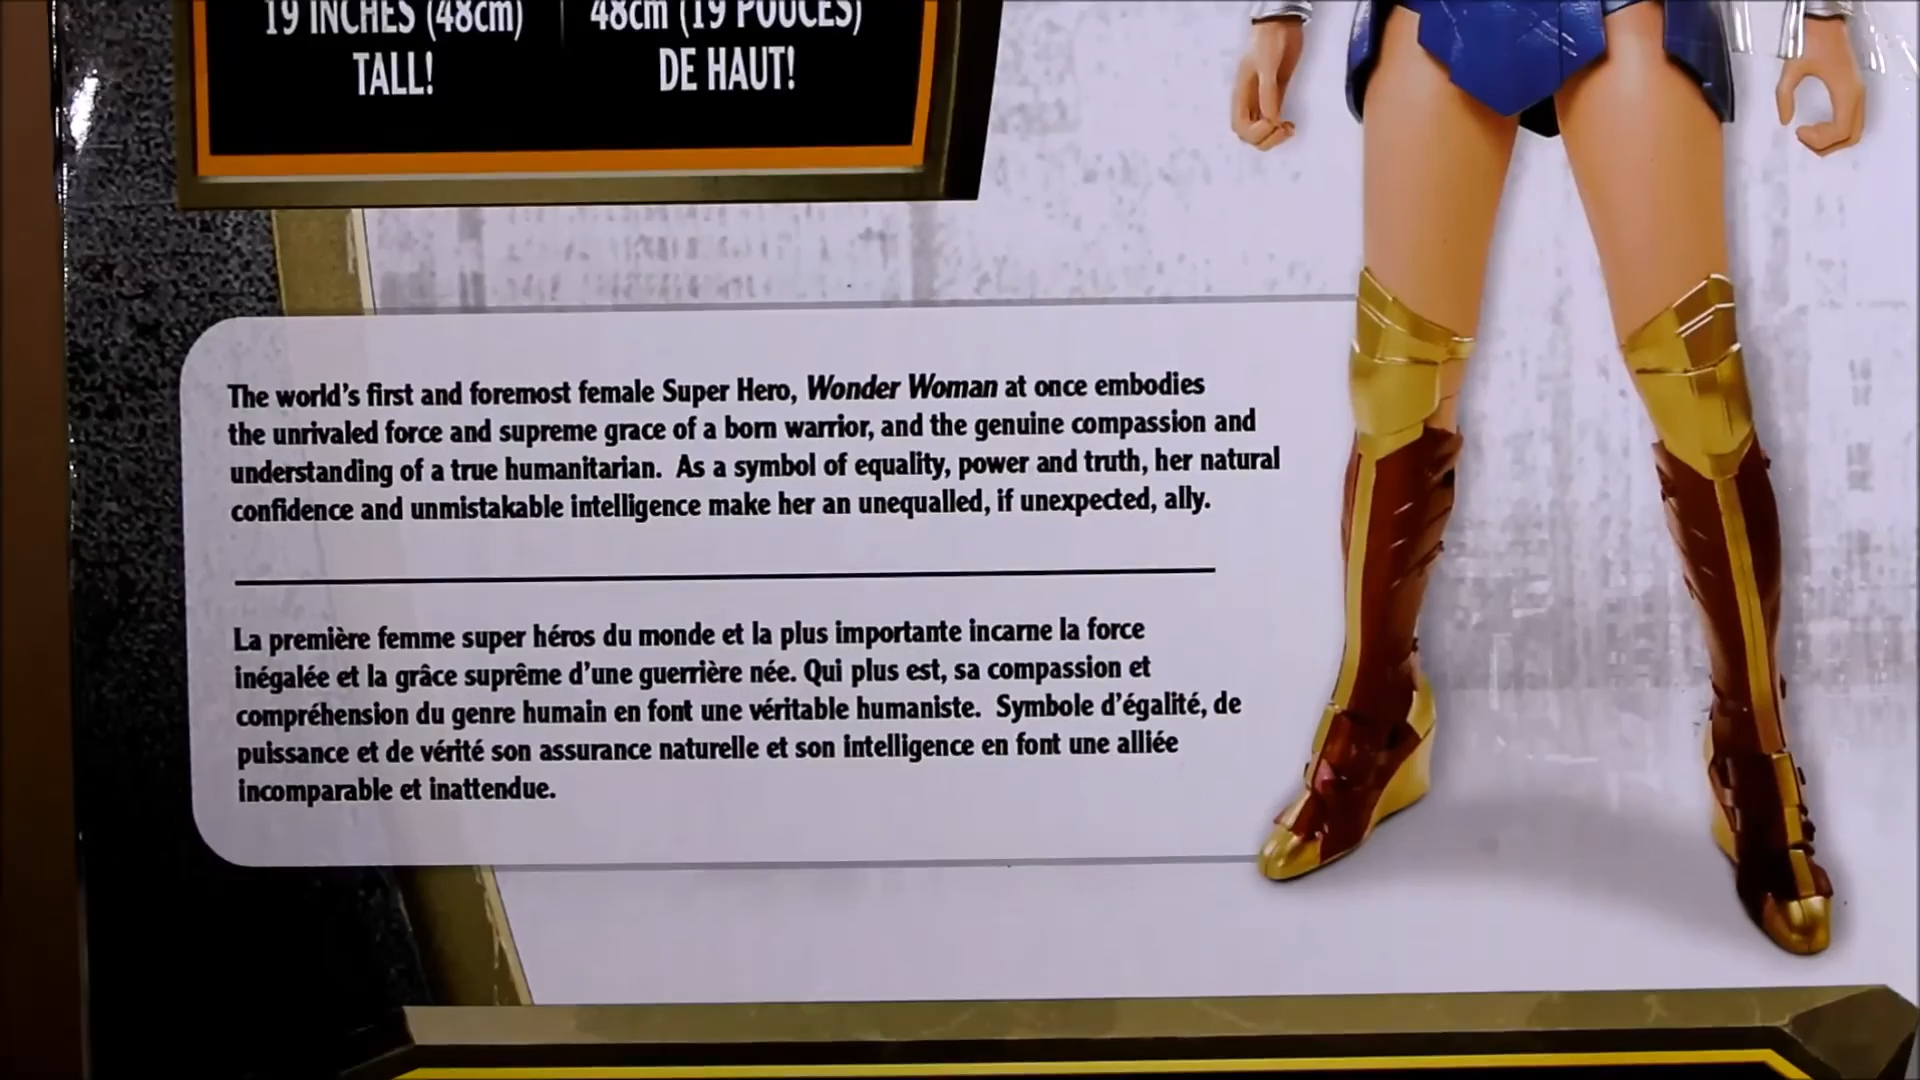 19 INCHES (48cm)
TALL!
48cm (19 POUCES)
DE HAUT!
The world's first and foremost female Super Hero, Wonder Woman at once embodies
the unrivaled force and supreme grace of a born warrior, and the genuine compassion and
understanding of a true humanitarian. As a symbol of equality, power and truth, her natural
confidence and unmistakable intelligence make her an unequalled, if unexpected, ally.
La première femme super héros du monde et la plus importante incarne la force
inégalée et la grâce suprême d'une guerrière née. Qui plus est, sa compassion et
compréhension du genre humain en font une véritable humaniste. Symbole d'égalité, de
puissance et de vérité son assurance naturelle et son intelligence en font une alliée
incomparable et inattendue.